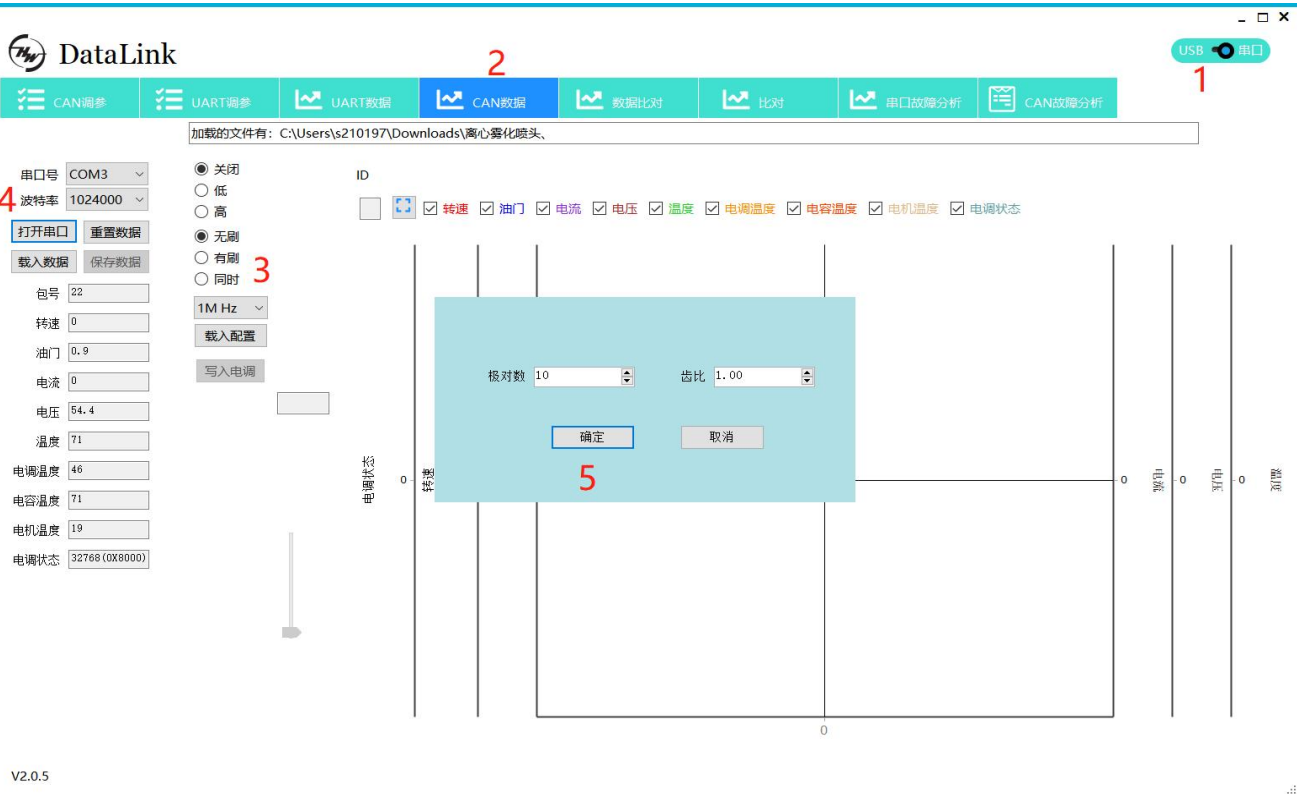 HW DataLink
USB 串口
1
2
CAN调参 UART调参 UART数据 CAN数据 数据比对 比对 串口故障分析 CAN故障分析
加载的文件有: C:\Users\s210197\Downloads\离心雾化喷头、
串口号 COM3
4 波特率 1024000
打开串口 重置数据
载入数据 保存数据
包号 22
转速 0
油门 0.9
电流 0
电压 54.4
温度 71
电调温度 46
电容温度 71
电机温度 19
电调状态 32768(0X8000)
关闭
低
高
无刷
有刷
同时
3
1M Hz
载入配置
写入电调
ID
转速 油门 电流 电压 温度 电调温度 电容温度 电机温度 电调状态
极对数 10 齿比 1.00
确定 取消
5
电调状态 0 转速
0 电流 0 电压 0 温度
0
V2.0.5